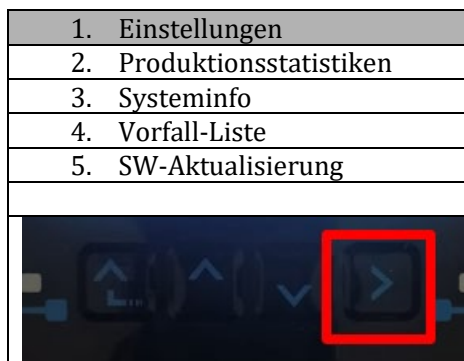 1. Einstellungen
2. Produktionsstatistiken
3. Systeminfo
4. Vorfall-Liste
5. SW-Aktualisierung